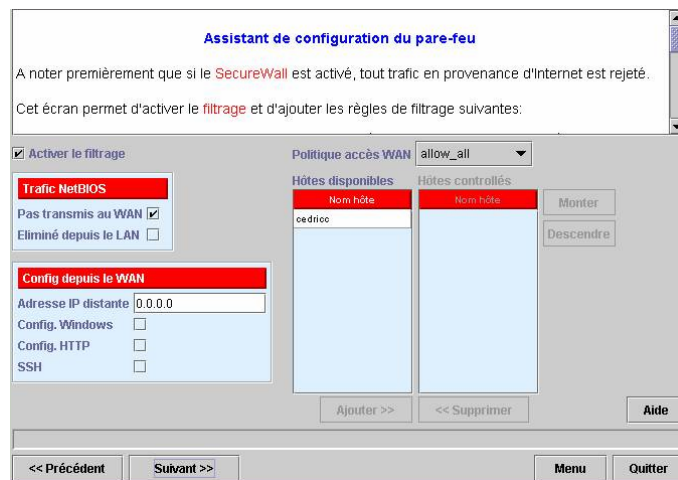 Assistant de configuration du pare-feu
A noter premièrement que si le SecureWall est activé, tout trafic en provenance d'Internet est rejeté.
Cet écran permet d'activer le filtrage et d'ajouter les règles de filtrage suivantes:
Activer le filtrage
Politique accès WAN allow_all
Trafic NetBIOS
Pas transmis au WAN
Eliminé depuis le LAN
Config depuis le WAN
Adresse IP distante 0.0.0.0
Config. Windows
Config. HTTP
SSH
Hôtes disponibles
Nom hôte
cedricc
Hôtes controllés
Nom hôte
Monter
Descendre
Ajouter >>
<< Supprimer
Aide
<< Précédent
Suivant >>
Menu
Quitter